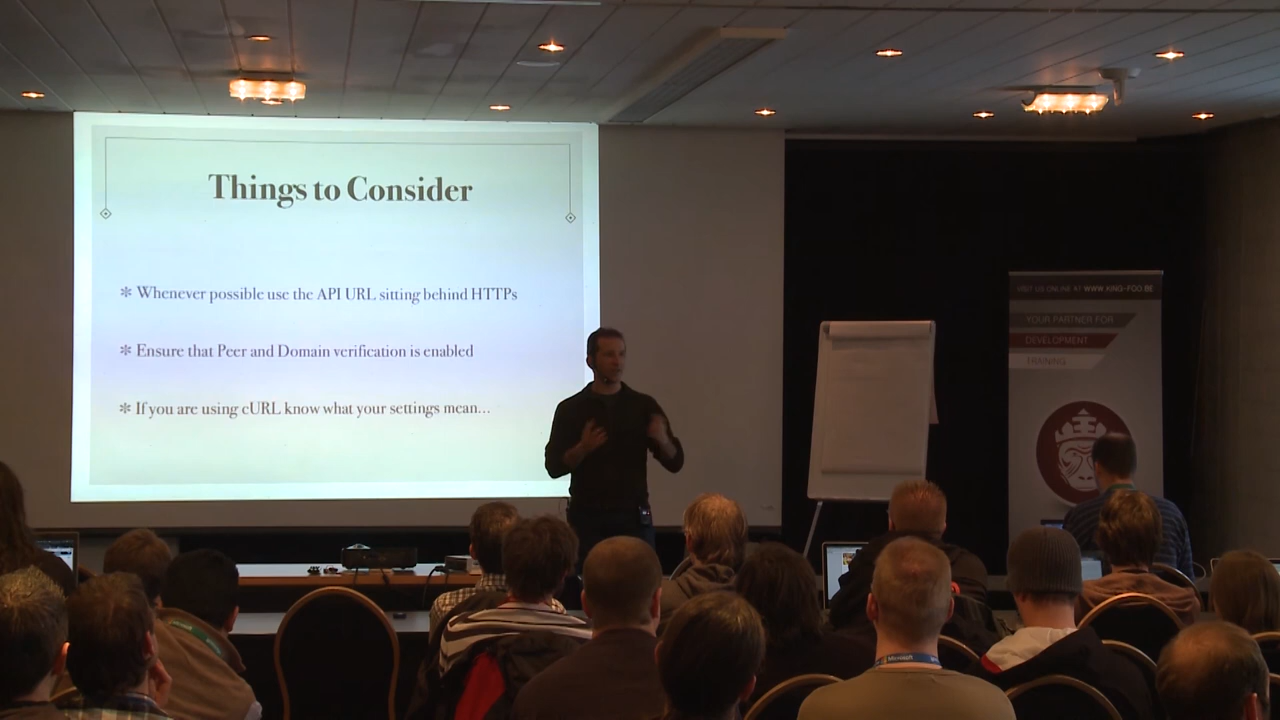 Things to Consider
✻ Whenever possible use the API URL sitting behind HTTPs
✻ Ensure that Peer and Domain verification is enabled
✻ If you are using cURL know what your settings mean...
VISIT US ONLINE AT WWW.KING-FOO.BE
YOUR PARTNER FOR
DEVELOPMENT
TRAINING
Microsoft